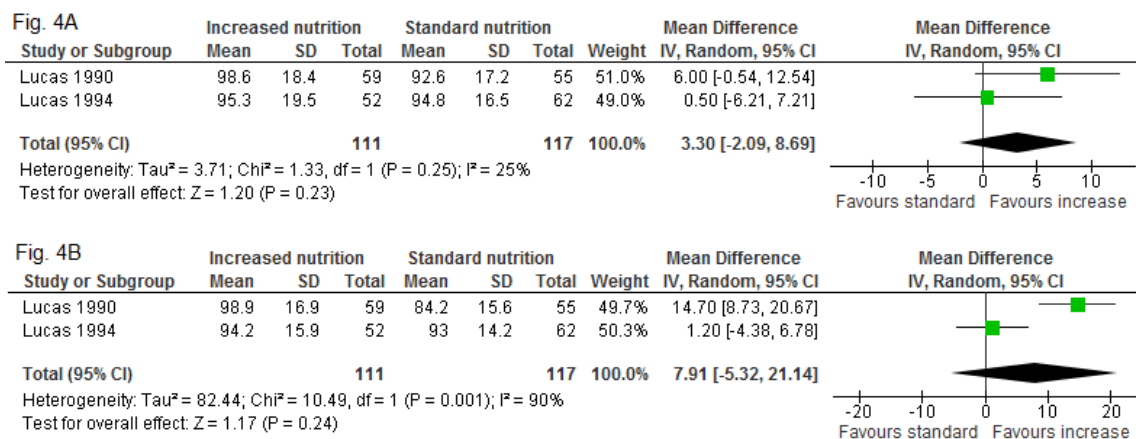 Fig. 4A
Increased nutrition Standard nutrition Mean Difference Mean Difference
Study or Subgroup Mean SD Total Mean SD Total Weight IV, Random, 95% CI IV, Random, 95% CI
Lucas 1990 98.6 18.4 59 92.6 17.2 55 51.0% 6.00 [-0.54, 12.54]
Lucas 1994 95.3 19.5 52 94.8 16.5 62 49.0% 0.50 [-6.21, 7.21]
Total (95% CI) 111 117 100.0% 3.30 [-2.09, 8.69]
Heterogeneity: Tau² = 3.71; Chi² = 1.33, df = 1 (P = 0.25); I² = 25%
Test for overall effect: Z = 1.20 (P = 0.23)
-10 -5 0 5 10
Favours standard Favours increase
Fig. 4B
Increased nutrition Standard nutrition Mean Difference Mean Difference
Study or Subgroup Mean SD Total Mean SD Total Weight IV, Random, 95% CI IV, Random, 95% CI
Lucas 1990 98.9 16.9 59 84.2 15.6 55 49.7% 14.70 [8.73, 20.67]
Lucas 1994 94.2 15.9 52 93 14.2 62 50.3% 1.20 [-4.38, 6.78]
Total (95% CI) 111 117 100.0% 7.91 [-5.32, 21.14]
Heterogeneity: Tau² = 82.44; Chi² = 10.49, df = 1 (P = 0.001); I² = 90%
Test for overall effect: Z = 1.17 (P = 0.24)
-20 -10 0 10 20
Favours standard Favours increase